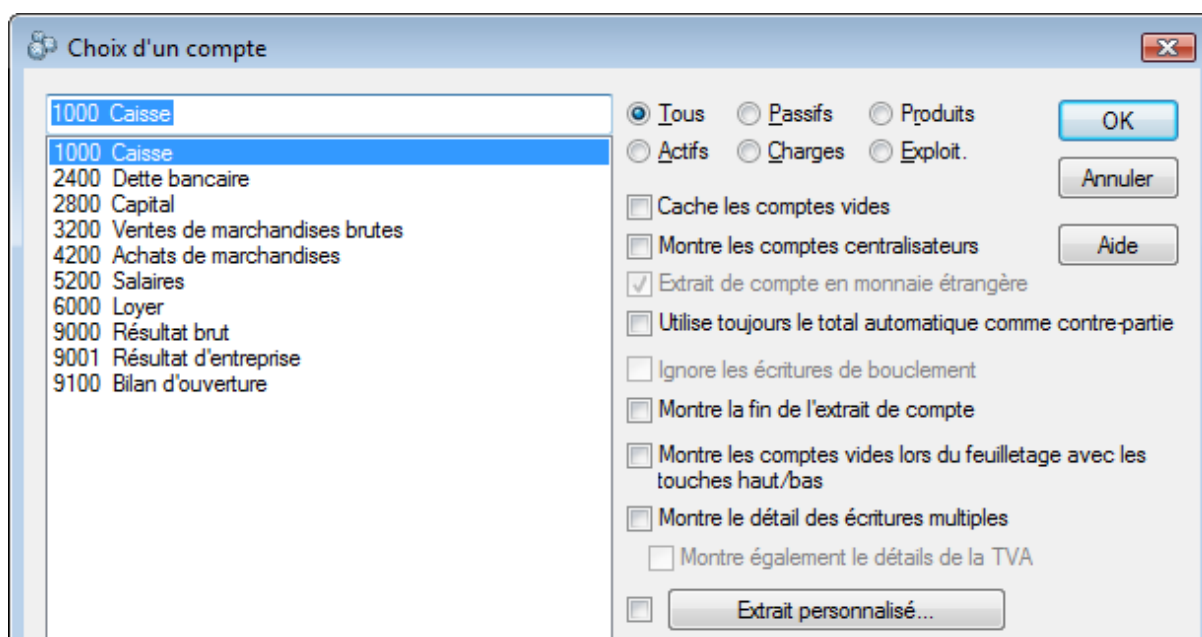 Choix d'un compte
1000 Caisse
1000 Caisse
2400 Dette bancaire
2800 Capital
3200 Ventes de marchandises brutes
4200 Achats de marchandises
5200 Salaires
6000 Loyer
9000 Résultat brut
9001 Résultat d'entreprise
9100 Bilan d'ouverture
Tous Passifs Produits
Actifs Charges Exploit.
Cache les comptes vides
Montre les comptes centralisateurs
Extrait de compte en monnaie étrangère
Utilise toujours le total automatique comme contre-partie
Ignore les écritures de bouclement
Montre la fin de l'extrait de compte
Montre les comptes vides lors du feuilletage avec les
touches haut/bas
Montre le détail des écritures multiples
Montre également le détails de la TVA
Extrait personnalisé...
OK
Annuler
Aide